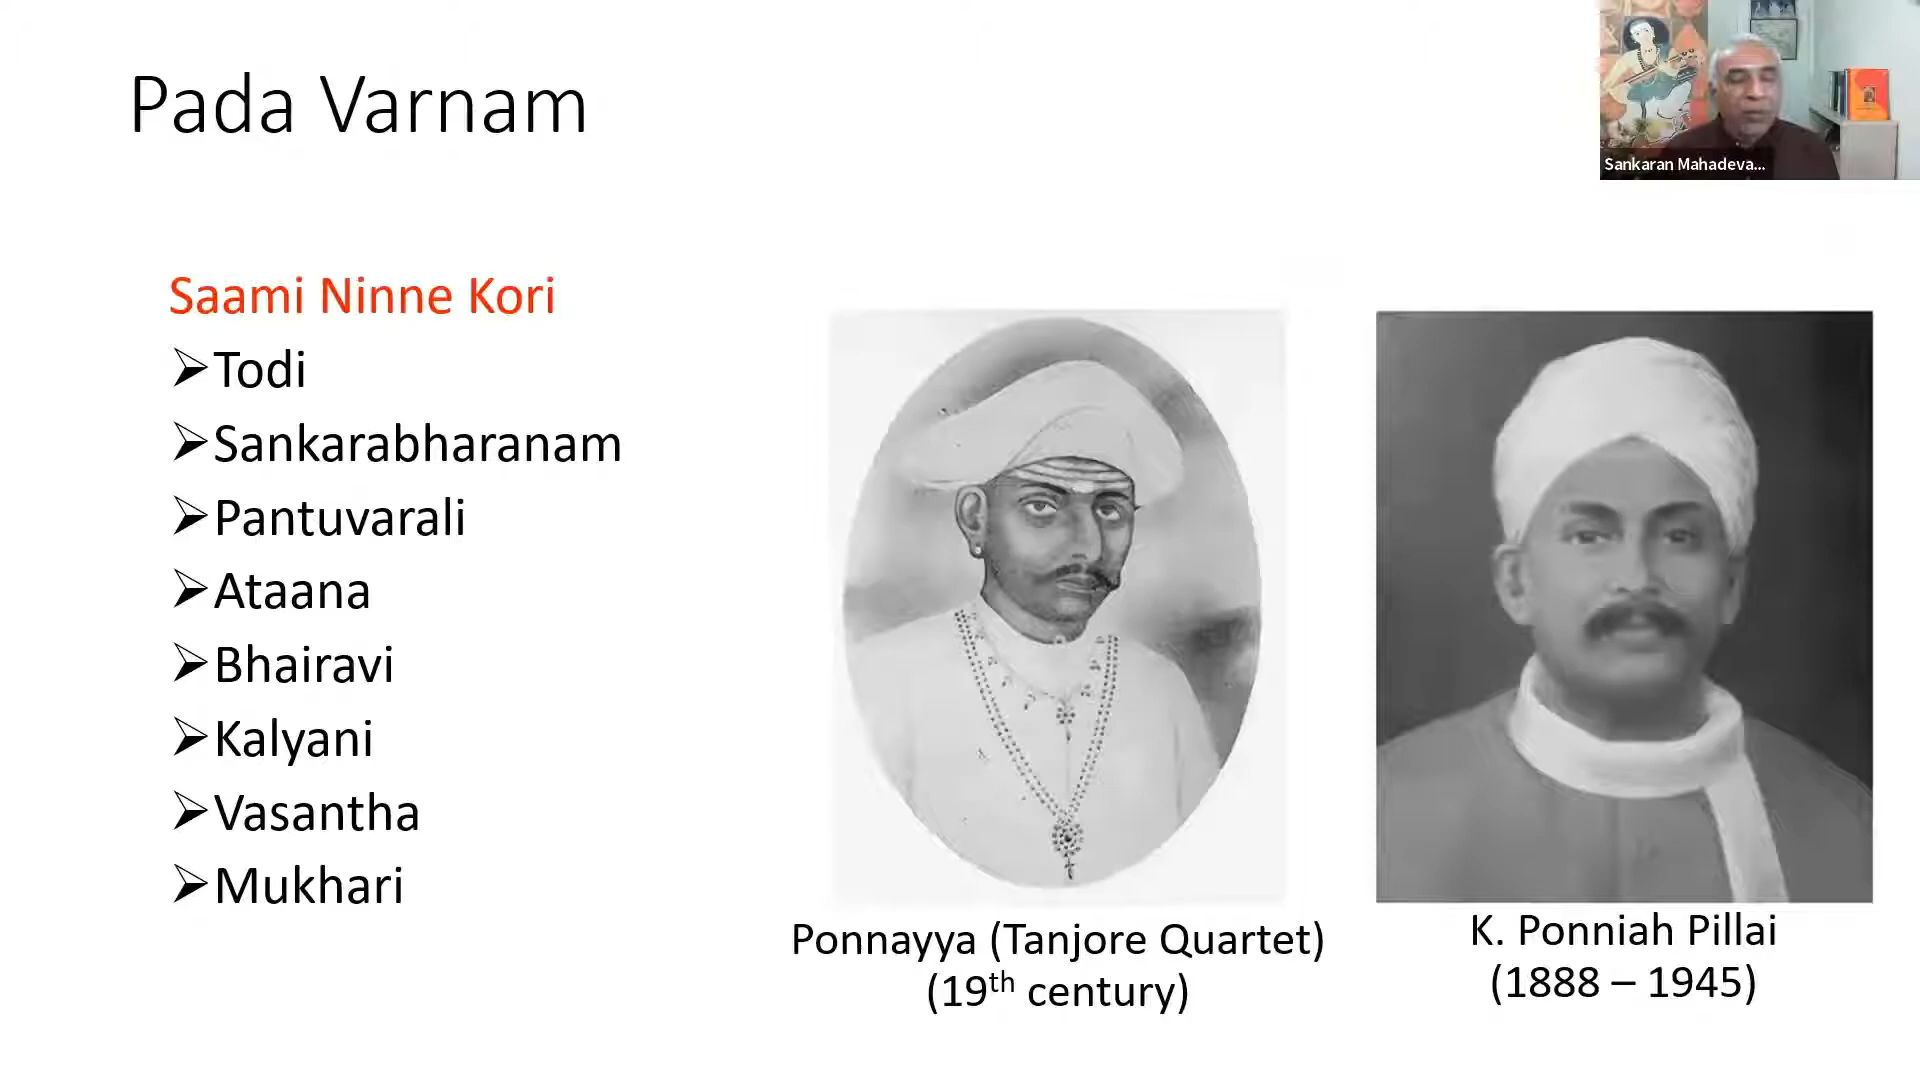 Pada Varnam
Sankaran Mahadeva...
Saami Ninne Kori
➢Todi
➢Sankarabharanam
➢Pantuvarali
➢Ataana
➢Bhairavi
➢Kalyani
➢Vasantha
➢Mukhari
Ponnayya (Tanjore Quartet)
(19th century)
K. Ponniah Pillai
(1888 – 1945)